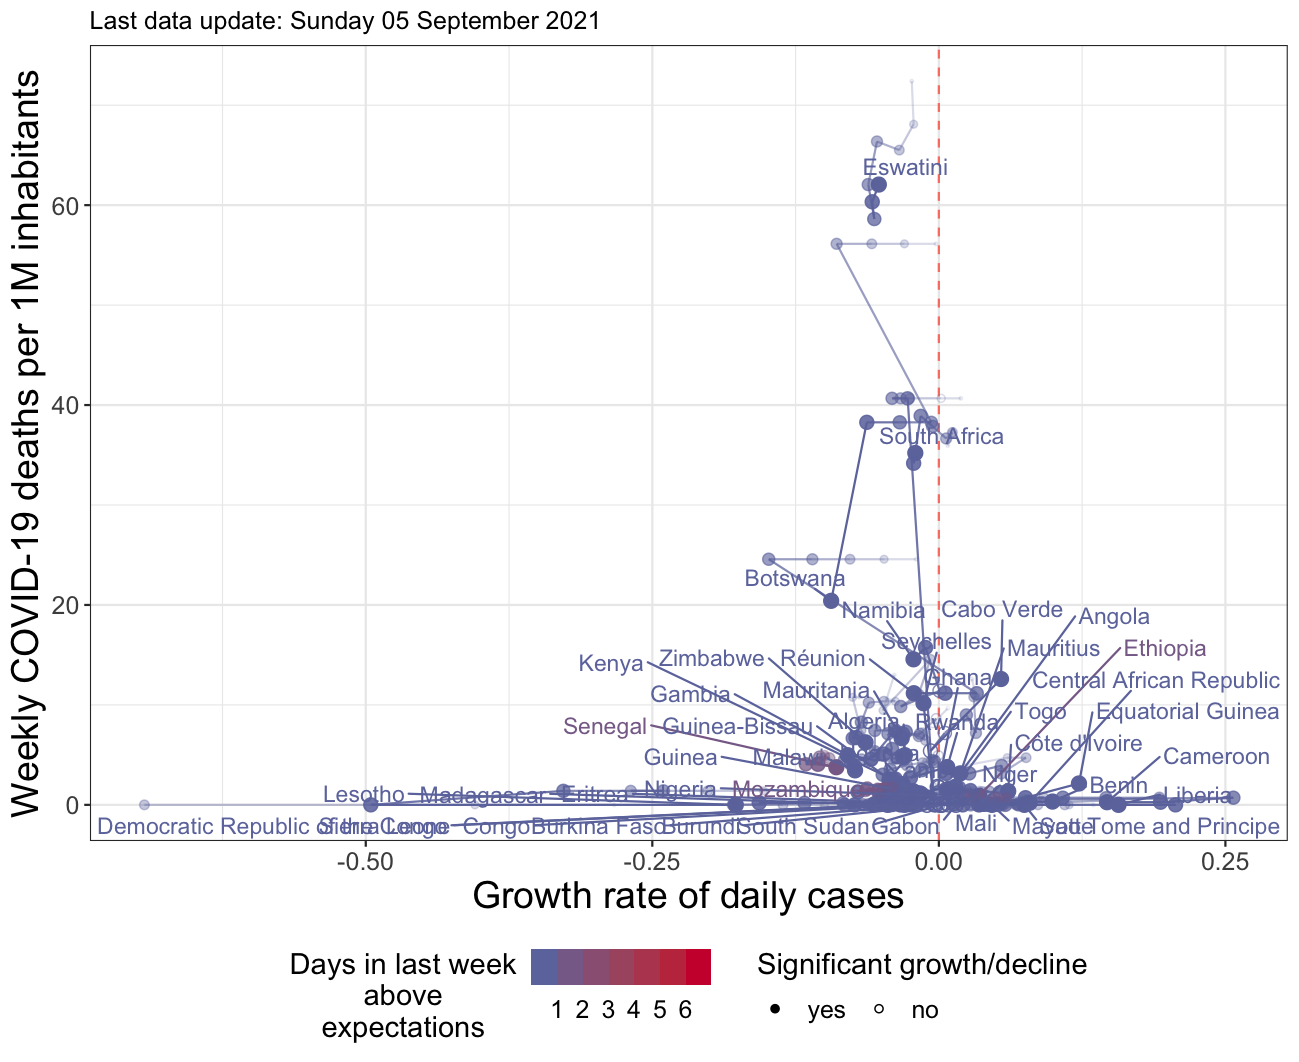 Last data update: Sunday 05 September 2021
Weekly COVID-19 deaths per 1M inhabitants
60
40
20
0
Eswatini
South Africa
Botswana
Namibia
Cabo Verde
Angola
Seychelles
Mauritius
Ethiopia
Kenya
Zimbabwe
Réunion
Ghana
Central African Republic
Gambia
Mauritania
Togo
Equatorial Guinea
Senegal
Guinea-Bissau
Algeria
Rwanda
Côte d'Ivoire
Guinea
Malawi
Cameroon
Niger
Nigeria
Mozambique
Benin
Lesotho
Madagascar
Eritrea
Liberia
Democratic Republic of the Congo
Sierra Leone
Congo
Burkina Faso
Burundi
South Sudan
Gabon
Mali
Mayotte
Sao Tome and Principe
-0.50
-0.25
0.00
0.25
Growth rate of daily cases
Days in last week
above
expectations
1 2 3 4 5 6
Significant growth/decline
yes
no